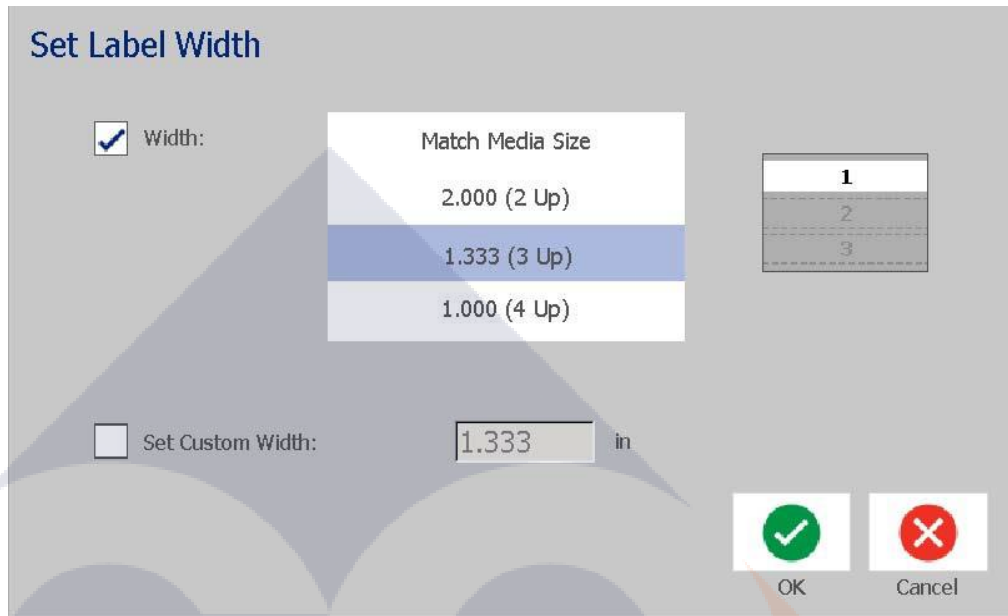 Set Label Width
Width:
Match Media Size
2.000 (2 Up)
1.333 (3 Up)
1.000 (4 Up)
1
2
3
Set Custom Width: 1.333 in
OK Cancel